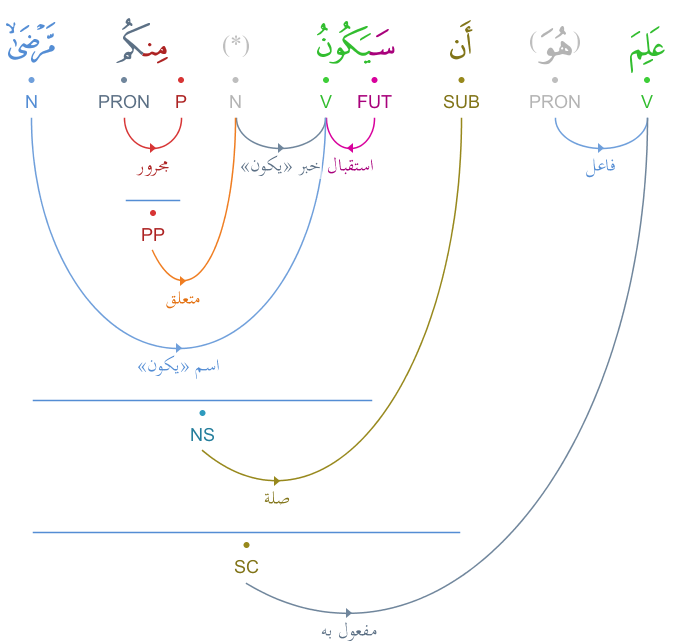 عَلِمَ (هُوَ) أَن سَيَكُونُ (*) مِنكُم مَّرْضَىٰ
V PRON SUB FUT V N P PRON N
فاعل استقبال خبر «يكون» مجرور
PP
متعلق
اسم «يكون»
NS
صلة
SC
مفعول به